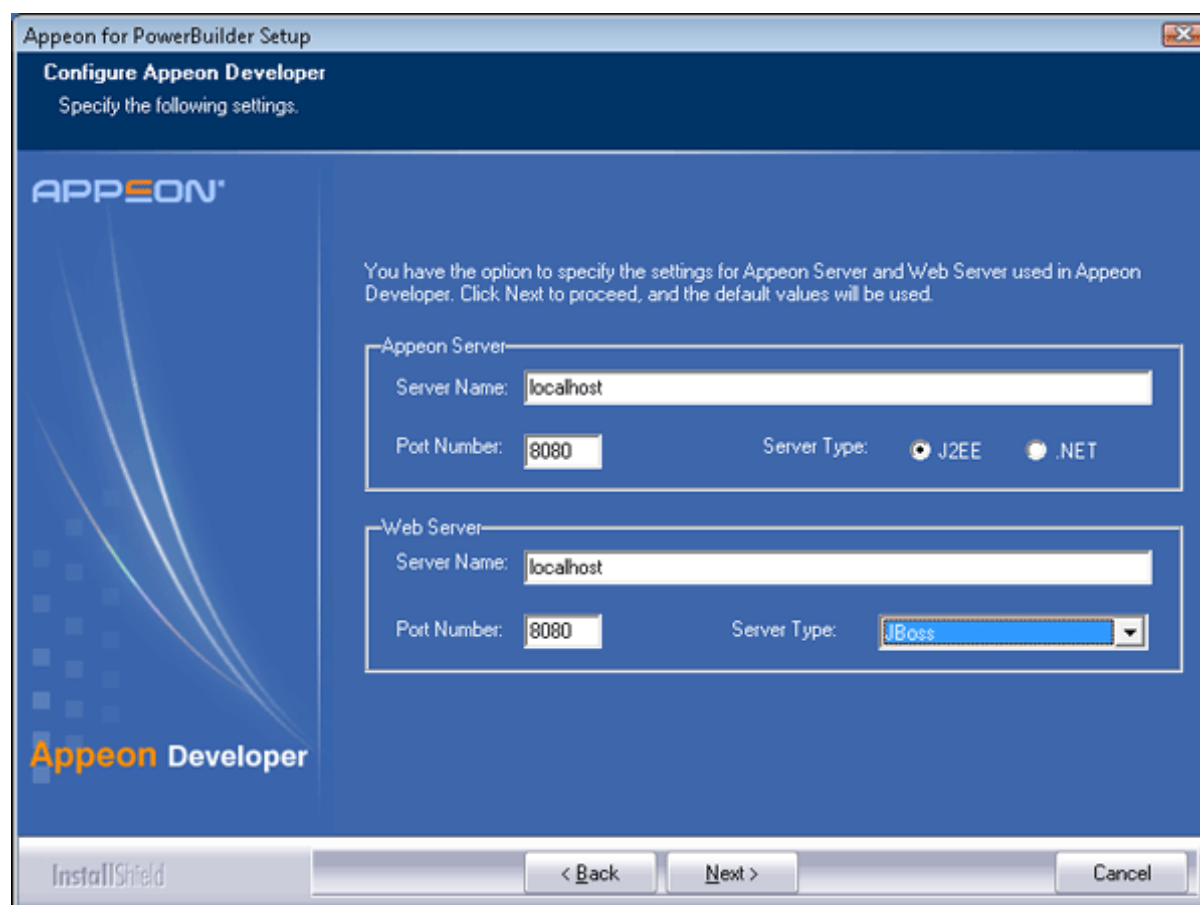 Appeon for PowerBuilder Setup
Configure Appeon Developer
Specify the following settings.
APPEON
You have the option to specify the settings for Appeon Server and Web Server used in Appeon
Developer. Click Next to proceed, and the default values will be used.
Appeon Server
Server Name: localhost
Port Number: 8080 Server Type: J2EE .NET
Web Server
Server Name: localhost
Port Number: 8080 Server Type: JBoss
Appeon Developer
InstallShield
< Back Next > Cancel